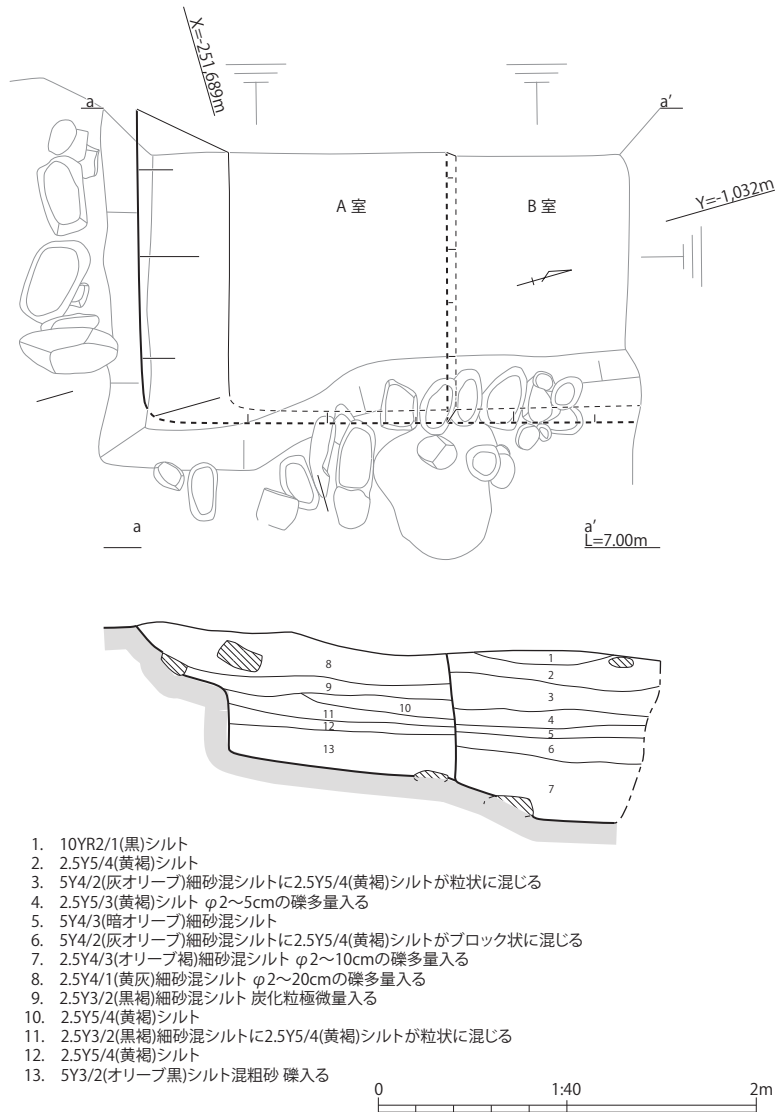 X=-251,689m
a
a’
Y=-1,032m
A 室
B 室
a
a’
L=7.00m
1
2
3
4
5
6
7
8
9
10
11
12
13
1. 10YR2/1(黒)シルト
2. 2.5Y5/4(黄褐)シルト
3. 5Y4/2(灰オリーブ)細砂混シルトに2.5Y5/4(黄褐)シルトが粒状に混じる
4. 2.5Y5/3(黄褐)シルト φ2～5cmの礫多量入る
5. 5Y4/3(暗オリーブ)細砂混シルト
6. 5Y4/2(灰オリーブ)細砂混シルトに2.5Y5/4(黄褐)シルトがブロック状に混じる
7. 2.5Y4/3(オリーブ褐)細砂混シルト φ2～10cmの礫多量入る
8. 2.5Y4/1(黄灰)細砂混シルト φ2～20cmの礫多量入る
9. 2.5Y3/2(黒褐)細砂混シルト 炭化粒極微量入る
10. 2.5Y5/4(黄褐)シルト
11. 2.5Y3/2(黒褐)細砂混シルトに2.5Y5/4(黄褐)シルトが粒状に混じる
12. 2.5Y5/4(黄褐)シルト
13. 5Y3/2(オリーブ黒)シルト混粗砂 礫入る
0 1:40 2m